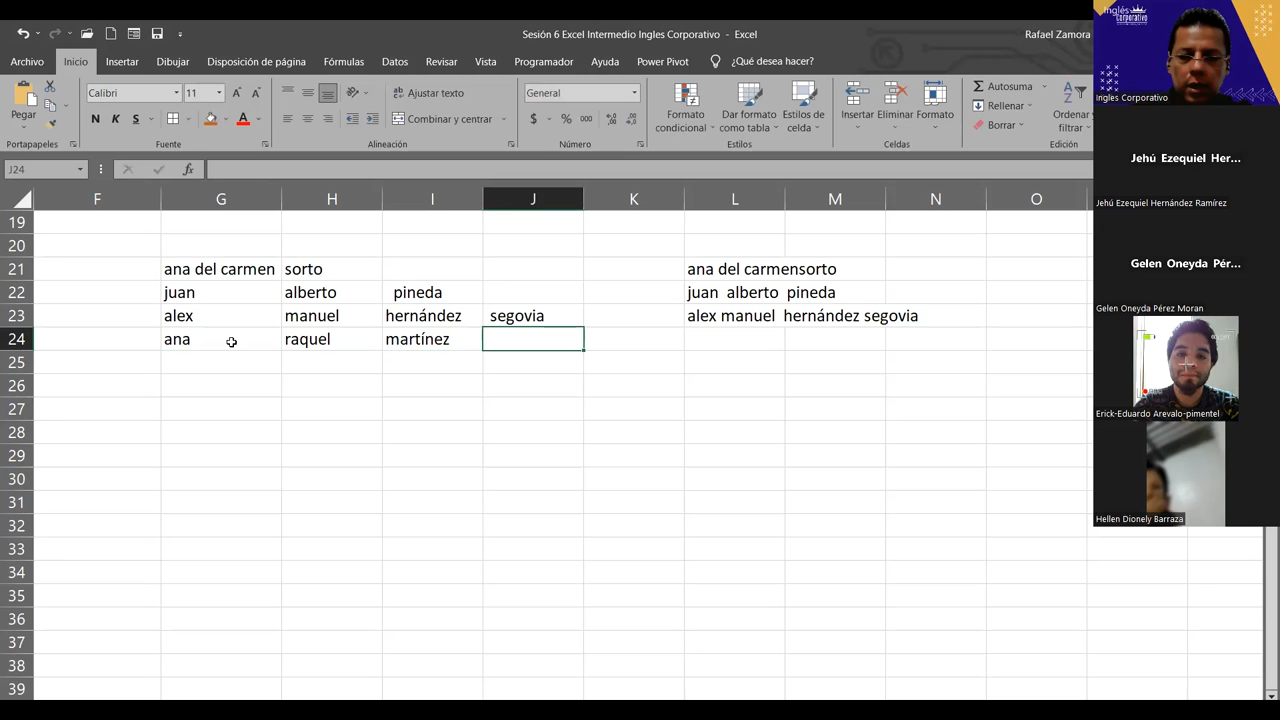 Sesión 6 Excel Intermedio Ingles Corporativo - Excel
Rafael Zamora
Archivo Inicio Insertar Dibujar Disposición de página Fórmulas Datos Revisar Vista Programador Ayuda Power Pivot ¿Qué desea hacer?
Pegar
Calibri 11
N K S
Ajustar texto
Combinar y centrar
General
$ % 000
Formato condicional
Dar formato como tabla
Estilos de celda
Insertar Eliminar Formato
Autosuma
Rellenar
Borrar
Ordenar y filtrar
Portapapeles Fuente Alineación Número Estilos Celdas Edición
J24 fx
F G H I J K L M N O
19
20
21 ana del carmen sorto ana del carmensorto
22 juan alberto pineda juan  alberto  pineda
23 alex manuel hernández segovia alex manuel  hernández segovia
24 ana raquel martínez
25
26
27
28
29
30
31
32
33
34
35
36
37
38
39
Inglés Corporativo
Ingles Corporativo
Jehú Ezequiel Her...
Jehú Ezequiel Hernández Ramírez
Gelen Oneyda Pér...
Gelen Oneyda Pérez Moran
Erick-Eduardo Arevalo-pimentel
Hellen Dionely Barraza